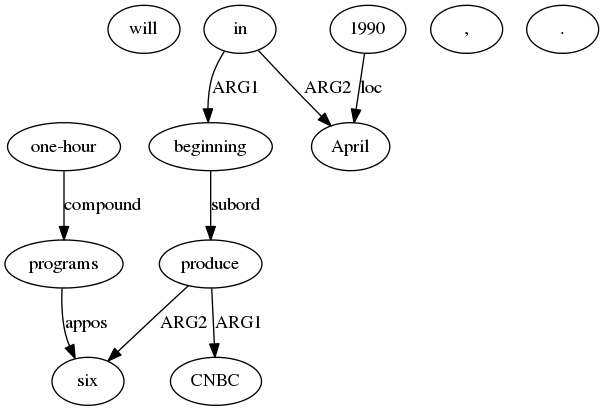 will in 1990 , .
ARG1 ARG2 loc
one-hour beginning April
compound subord
programs produce
appos ARG2 ARG1
six CNBC